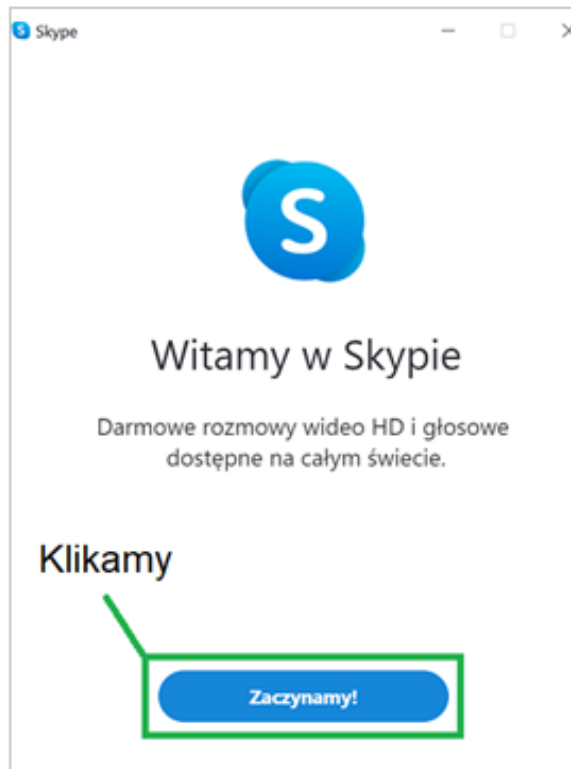 Skype
S
Witamy w Skypie
Darmowe rozmowy wideo HD i głosowe
dostępne na całym świecie.
Klikamy
Zaczynamy!